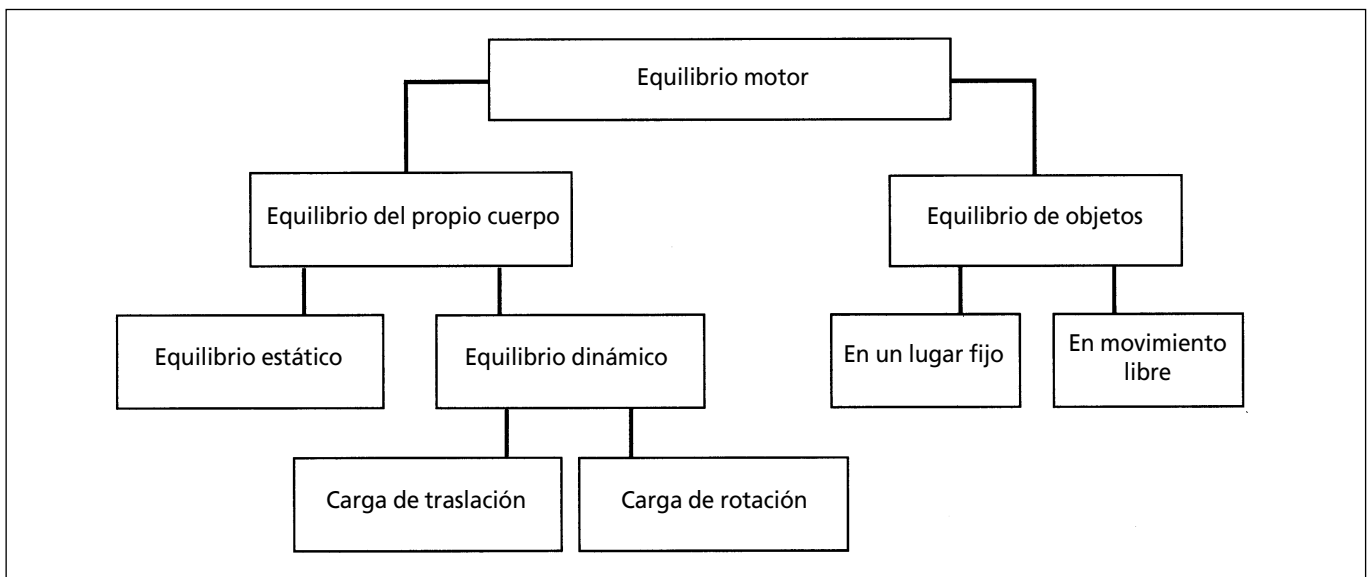 Equilibrio motor
Equilibrio del propio cuerpo
Equilibrio de objetos
Equilibrio estático
Equilibrio dinámico
En un lugar fijo
En movimiento
libre
Carga de traslación
Carga de rotación